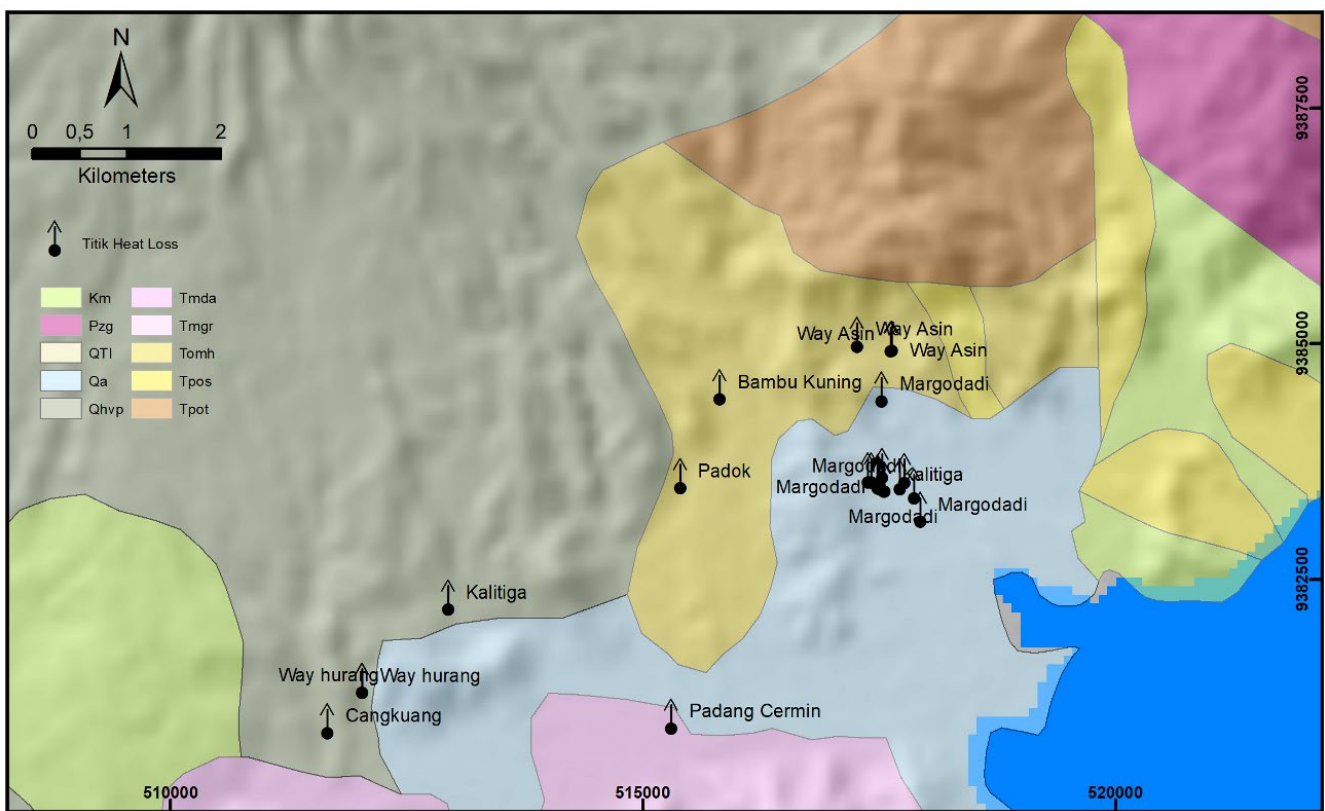 N
0 0,5 1 2
Kilometers
Titik Heat Loss
Km Tmda
Pzg Tmgr
QTl Tomh
Qa Tpos
Qhvp Tpot
9387500
9385000
9382500
Way Asin Way Asin
Way Asin
Bambu Kuning Margodadi
Padok Margodadi
Kalitiga
Margodadi
Margodadi
Margodadi
Kalitiga
Way hurang Way hurang
Cangkuang
Padang Cermin
510000 515000 520000